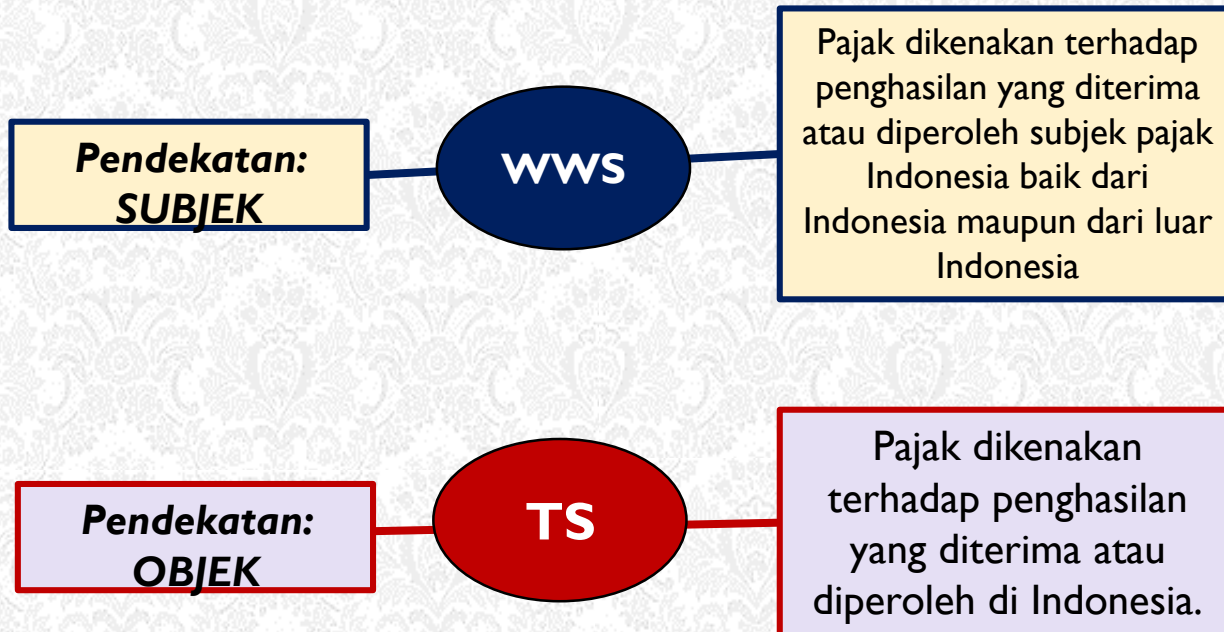 Pendekatan:
SUBJEK
WWS
Pajak dikenakan terhadap
penghasilan yang diterima
atau diperoleh subjek pajak
Indonesia baik dari
Indonesia maupun dari luar
Indonesia
Pendekatan:
OBJEK
TS
Pajak dikenakan
terhadap penghasilan
yang diterima atau
diperoleh di Indonesia.